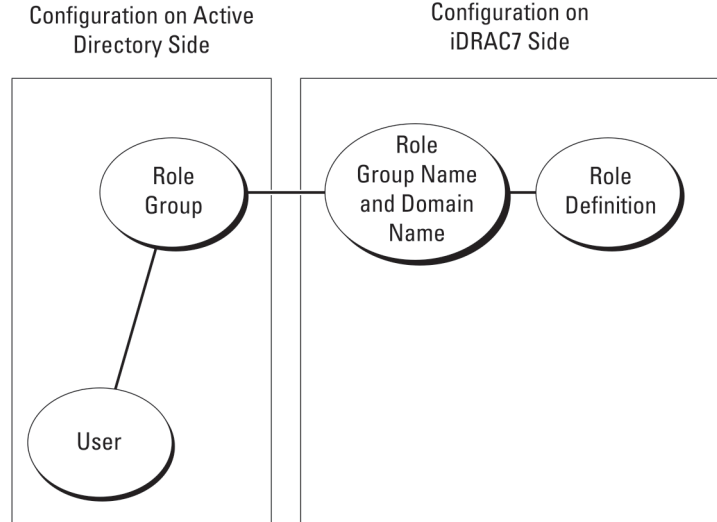 Configuration on Active
Directory Side
Configuration on
iDRAC7 Side
Role
Group
Role
Group Name
and Domain
Name
Role
Definition
User